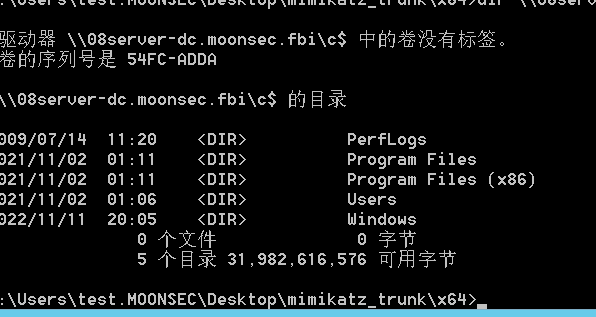 :\Users\test.MOONSEC\Desktop\mimikatz_trunk\x64>dir \\08serv
驱动器 \\08server-dc.moonsec.fbi\c$ 中的卷没有标签。
卷的序列号是 54FC-ADDA
\\08server-dc.moonsec.fbi\c$ 的目录
009/07/14 11:20 <DIR> PerfLogs
021/11/02 01:11 <DIR> Program Files
021/11/02 01:11 <DIR> Program Files (x86)
021/11/02 01:06 <DIR> Users
022/11/11 20:05 <DIR> Windows
0 个文件 0 字节
5 个目录 31,982,616,576 可用字节
:\Users\test.MOONSEC\Desktop\mimikatz_trunk\x64>